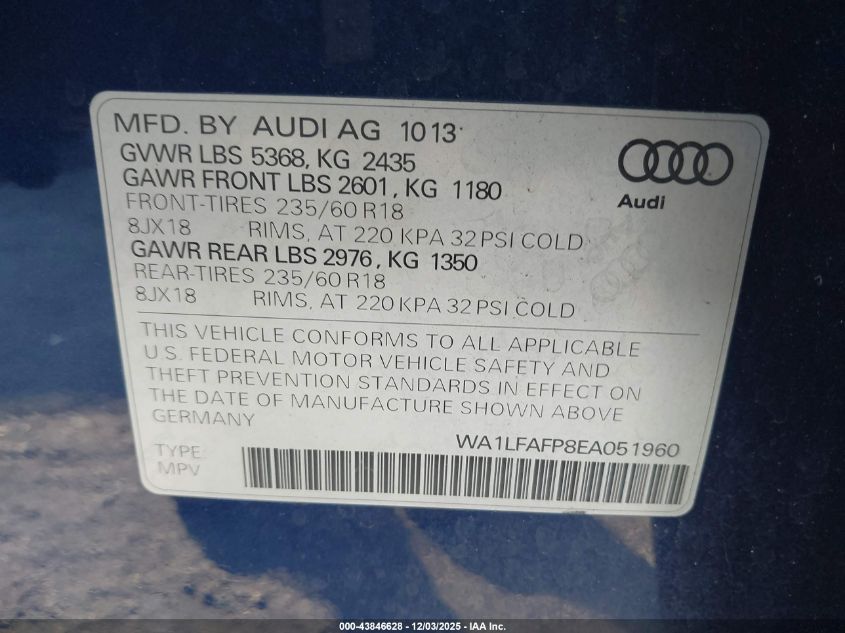 MFD. BY AUDI AG 1013
GVWR LBS 5368, KG 2435
GAWR FRONT LBS 2601, KG 1180
FRONT-TIRES 235/60 R18
8JX18 RIMS, AT 220 KPA 32 PSI COLD
GAWR REAR LBS 2976, KG 1350
REAR-TIRES 235/60 R18
8JX18 RIMS, AT 220 KPA 32 PSI COLD
Audi
THIS VEHICLE CONFORMS TO ALL APPLICABLE
U.S. FEDERAL MOTOR VEHICLE SAFETY AND
THEFT PREVENTION STANDARDS IN EFFECT ON
THE DATE OF MANUFACTURE SHOWN ABOVE
GERMANY
WA1LFAFP8EA051960
TYPE:
MPV
000-43846628 - 12/03/2025 - IAA Inc.